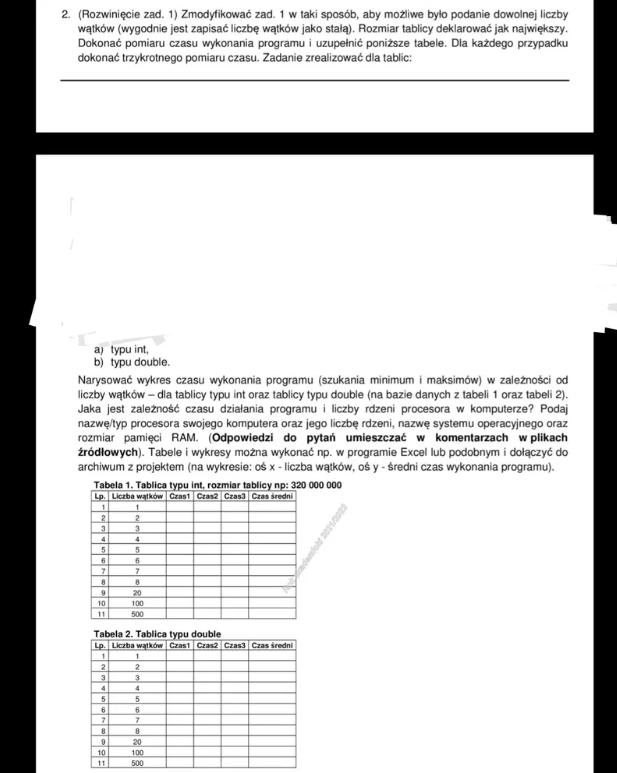 2. (Rozwinięcie zad. 1) Zmodyfikować zad. 1 w taki sposób, aby możliwe było podanie dowolnej liczby
wątków (wygodnie jest zapisać liczbę wątków jako stałą). Rozmiar tablicy deklarować jak największy.
Dokonać pomiaru czasu wykonania programu i uzupełnić poniższe tabele. Dla każdego przypadku
dokonać trzykrotnego pomiaru czasu. Zadanie zrealizować dla tablic:
a) typu int,
b) typu double.
Narysować wykres czasu wykonania programu (szukania minimum i maksimów) w zależności od
liczby wątków – dla tablicy typu int oraz tablicy typu double (na bazie danych z tabeli 1 oraz tabeli 2).
Jaka jest zależność czasu działania programu i liczby rdzeni procesora w komputerze? Podaj
nazwę/typ procesora swojego komputera oraz jego liczbę rdzeni, nazwę systemu operacyjnego oraz
rozmiar pamięci RAM. (Odpowiedzi do pytań umieszczać w komentarzach w plikach
źródłowych). Tabele i wykresy można wykonać np. w programie Excel lub podobnym i dołączyć do
archiwum z projektem (na wykresie: oś x - liczba wątków, oś y - średni czas wykonania programu).
Tabela 1. Tablica typu int, rozmiar tablicy np: 320 000 000
Lp. Liczba wątków Czas1 Czas2 Czas3 Czas średni
1 1
2 2
3 3
4 4
5 5
6 6
7 7
8 8
9 20
10 100
11 500
Tabela 2. Tablica typu double
Lp. Liczba wątków Czas1 Czas2 Czas3 Czas średni
1 1
2 2
3 3
4 4
5 5
6 6
7 7
8 8
9 20
10 100
11 500